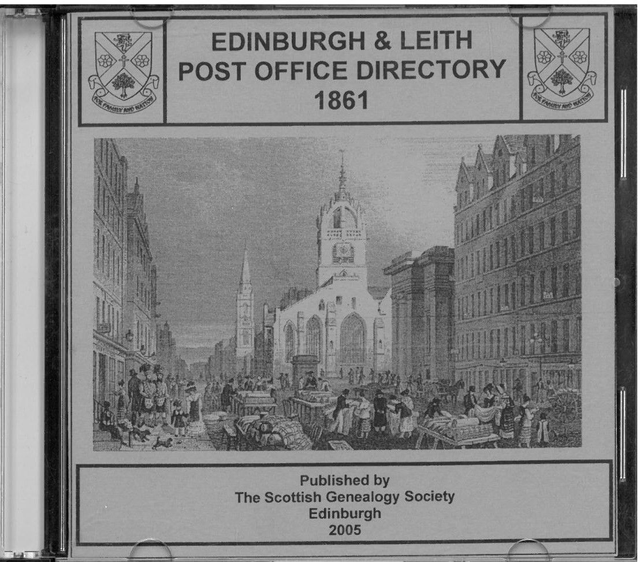 EDINBURGH & LEITH
POST OFFICE DIRECTORY
1861
Published by
The Scottish Genealogy Society
Edinburgh
2005